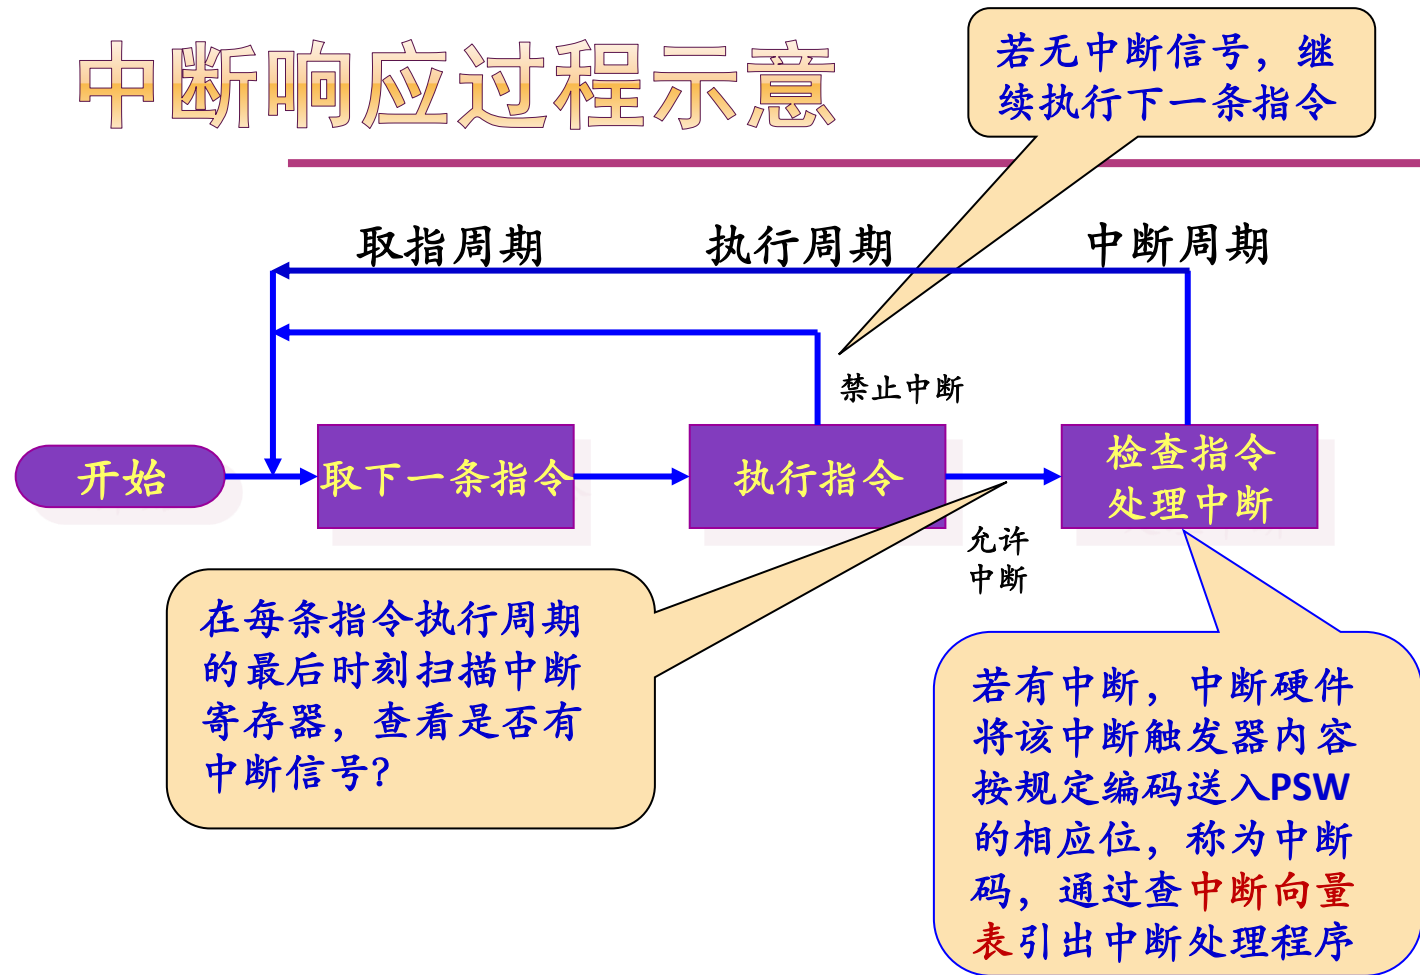 中断响应过程示意
若无中断信号，继
续执行下一条指令
取指周期
执行周期
中断周期
禁止中断
开始
取下一条指令
执行指令
检查指令
处理中断
允许
中断
在每条指令执行周期
的最后时刻扫描中断
寄存器，查看是否有
中断信号？
若有中断，中断硬件
将该中断触发器内容
按规定编码送入PSW
的相应位，称为中断
码，通过查中断向量
表引出中断处理程序